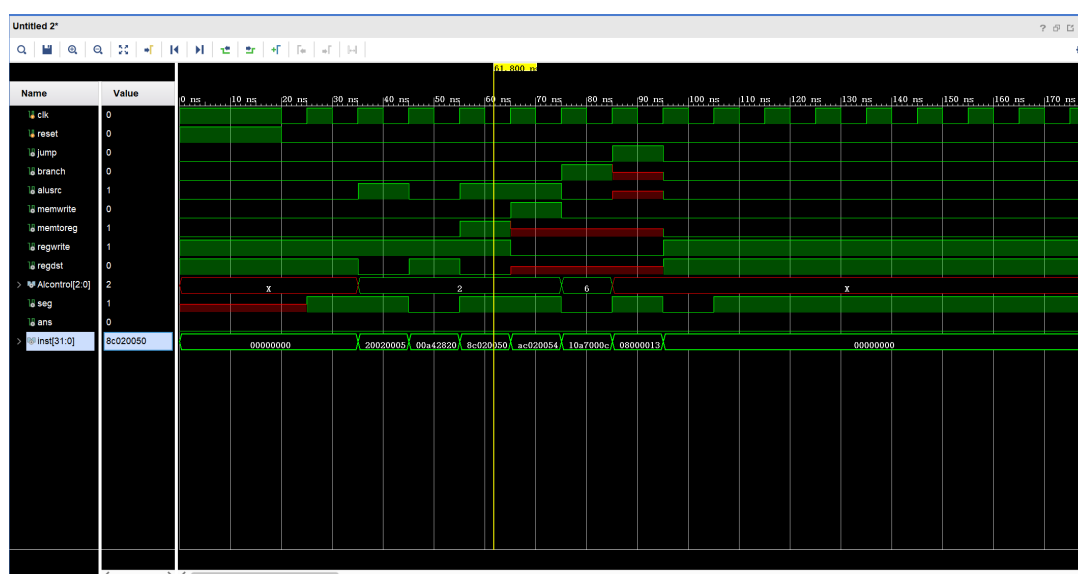 Untitled 2*
61.800 ns
Name Value
0 ns 10 ns 20 ns 30 ns 40 ns 50 ns 60 ns 70 ns 80 ns 90 ns 100 ns 110 ns 120 ns 130 ns 140 ns 150 ns 160 ns 170 ns
clk 0
reset 0
jump 0
branch 0
alusrc 1
memwrite 0
memtoreg 1
regwrite 1
regdst 0
Alcontrol[2:0] 2 X 2 6 X
seg 1
ans 0
inst[31:0] 8c020050 00000000 20020005 00a42820 8c020050 ac020054 10a7000c 08000013 00000000